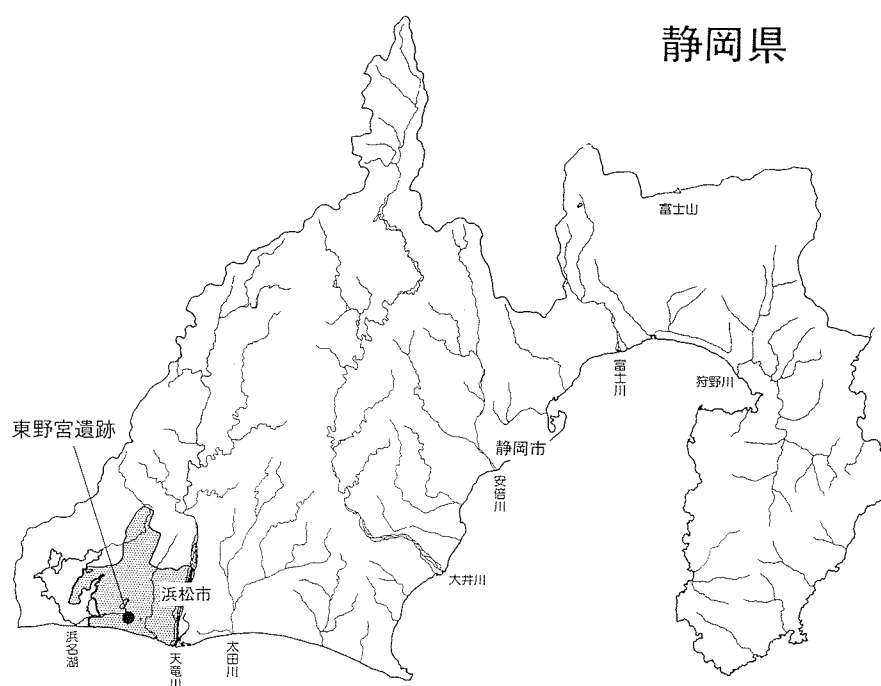 静岡県
富士山
富士川
狩野川
東野宮遺跡
静岡市
安倍川
大井川
浜松市
浜名湖
天竜川
太田川